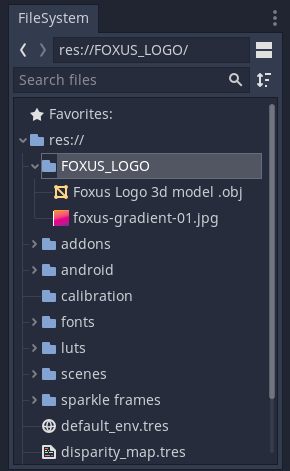 FileSystem
res://FOXUS_LOGO/
Search files
Favorites:
res://
FOXUS_LOGO
Foxus Logo 3d model .obj
foxus-gradient-01.jpg
addons
android
calibration
fonts
luts
scenes
sparkle frames
default_env.tres
disparity_map.tres